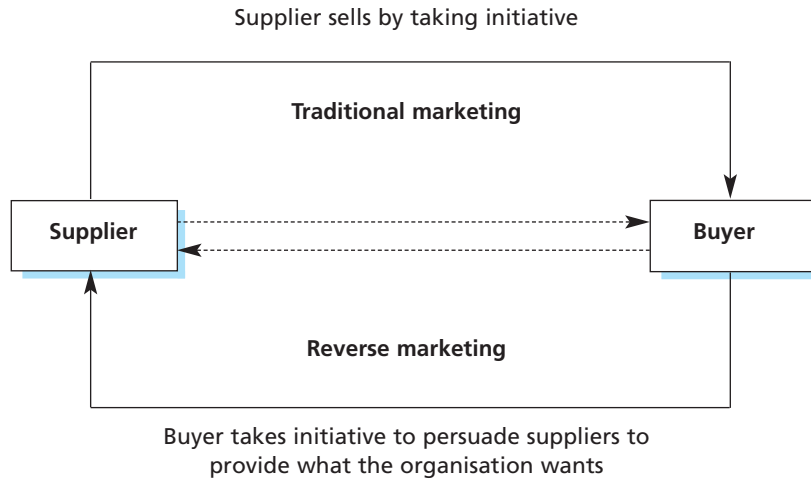 Supplier sells by taking initiative
Traditional marketing
Supplier
Buyer
Reverse marketing
Buyer takes initiative to persuade suppliers to
provide what the organisation wants